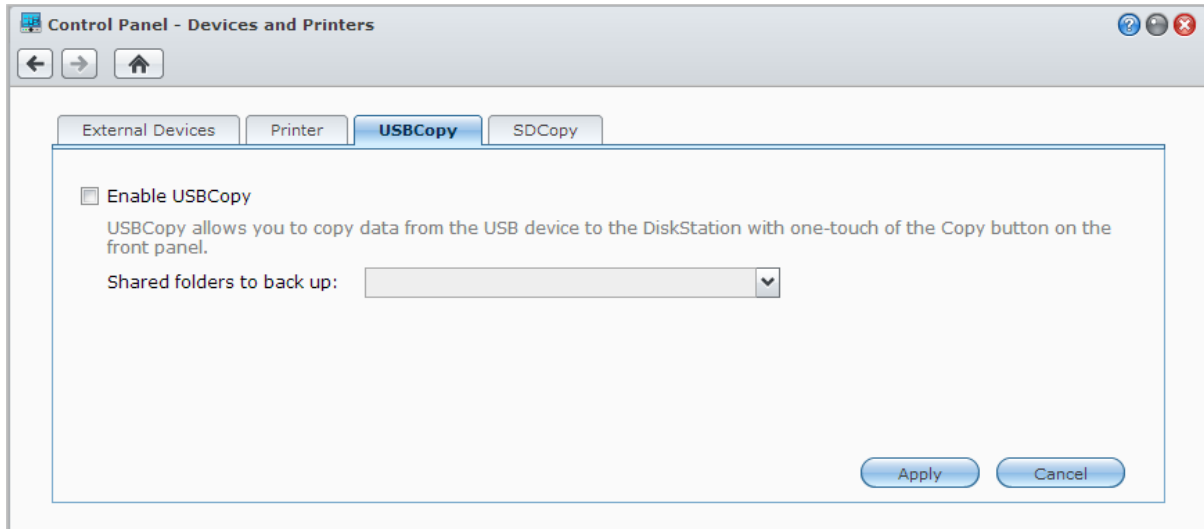 Control Panel - Devices and Printers
External Devices
Printer
USBCopy
SDCopy
Enable USBCopy
USBCopy allows you to copy data from the USB device to the DiskStation with one-touch of the Copy button on the
front panel.
Shared folders to back up:
Apply
Cancel